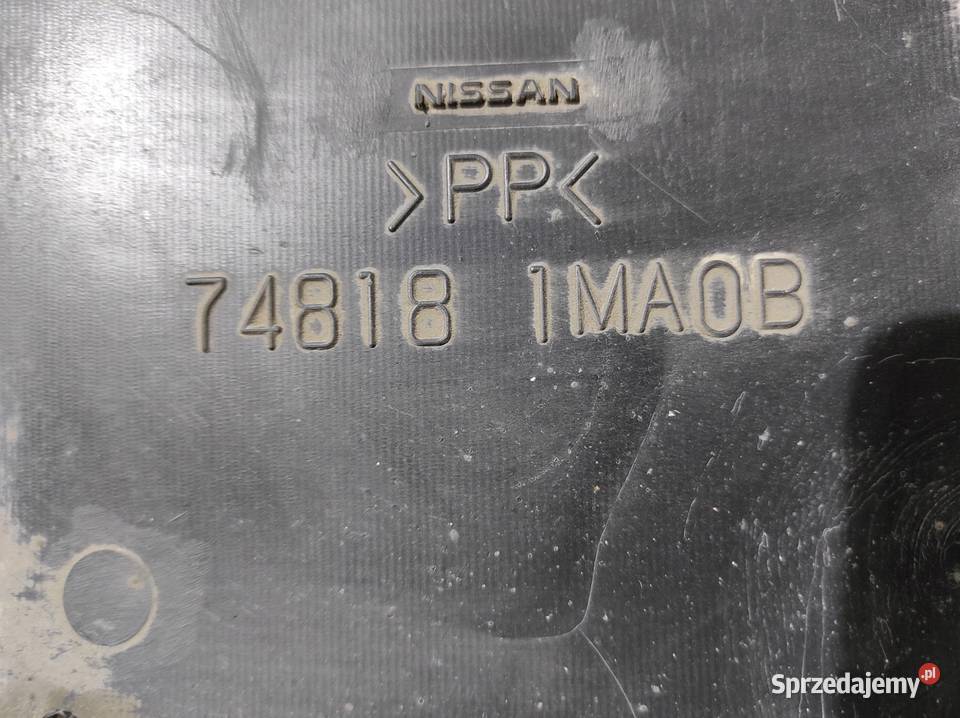 NISSAN
>PP<
74818 1MA0B
Sprzedajemy.pl